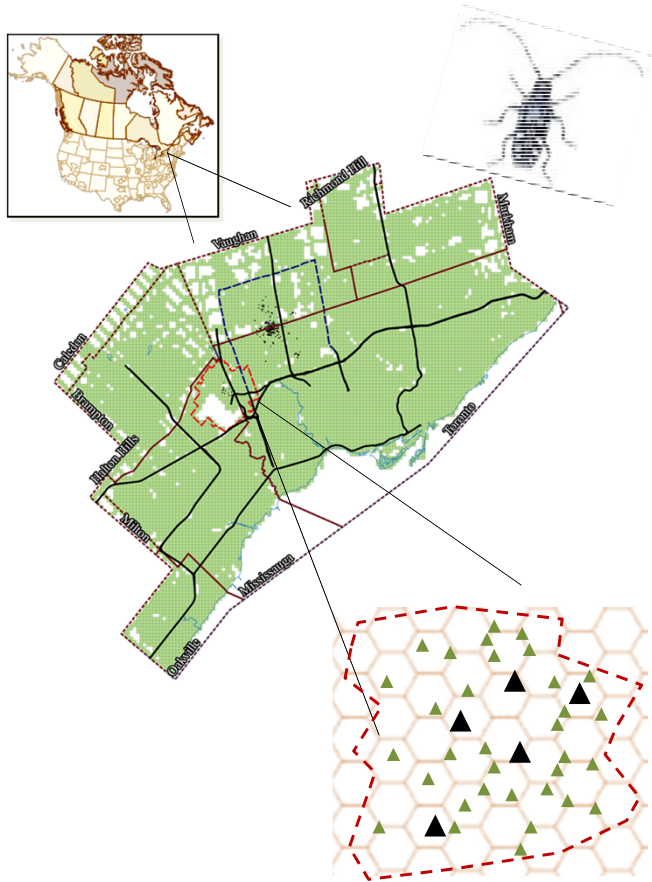 Richmond Hill
Markham
Vaughan
Caledon
Brampton
Toronto
Halton Hills
Milton
Mississauga
Oakville